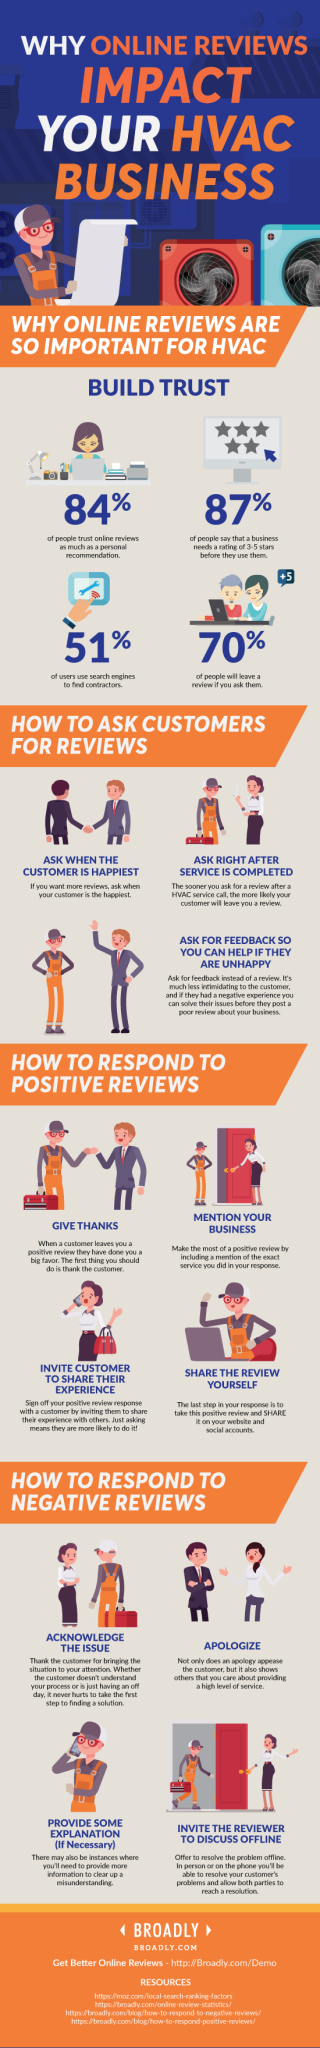 WHY ONLINE REVIEWS
IMPACT
YOUR HVAC
BUSINESS
WHY ONLINE REVIEWS ARE
SO IMPORTANT FOR HVAC
BUILD TRUST
84%
of people trust online reviews
as much as a personal
recommendation.
87%
of people say that a business
needs a rating of 3-5 stars
before they use them.
+5
51%
of users use search engines
to find contractors.
70%
of people will leave a
review if you ask them.
HOW TO ASK CUSTOMERS
FOR REVIEWS
ASK WHEN THE
CUSTOMER IS HAPPIEST
If you want more reviews, ask when
your customer is the happiest.
ASK RIGHT AFTER
SERVICE IS COMPLETED
The sooner you ask for a review after a
HVAC service call, the more likely your
customer will leave you a review.
ASK FOR FEEDBACK SO
YOU CAN HELP IF THEY
ARE UNHAPPY
Ask for feedback instead of a review. It's
much less intimidating to the customer,
and if they had a negative experience you
can solve their issues before they post a
poor review about your business.
HOW TO RESPOND TO
POSITIVE REVIEWS
GIVE THANKS
When a customer leaves you a
positive review they have done you a
big favor. The first thing you should
do is thank the customer.
MENTION YOUR
BUSINESS
Make the most of a positive review by
including a mention of the exact
service you did in your response.
INVITE CUSTOMER
TO SHARE THEIR
EXPERIENCE
Sign off your positive review response
with a customer by inviting them to share
their experience with others. Just asking
means they are more likely to do it!
SHARE THE REVIEW
YOURSELF
The last step in your response is to
take this positive review and SHARE
it on your website and
social accounts.
HOW TO RESPOND TO
NEGATIVE REVIEWS
ACKNOWLEDGE
THE ISSUE
Thank the customer for bringing the
situation to your attention. Whether
the customer doesn't understand
your process or is just having an off
day, it never hurts to take the first
step to finding a solution.
APOLOGIZE
Not only does an apology appease
the customer, but it also shows
others that you care about providing
a high level of service.
PROVIDE SOME
EXPLANATION
(If Necessary)
There may also be instances where
you'll need to provide more
information to clear up a
misunderstanding.
INVITE THE REVIEWER
TO DISCUSS OFFLINE
Offer to resolve the problem offline.
In person or on the phone you'll be
able to resolve your customer's
problems and allow both parties to
reach a resolution.
BROADLY
BROADLY.COM
Get Better Online Reviews - http://Broadly.com/Demo
RESOURCES
https://moz.com/local-search-ranking-factors
https://broadly.com/online-review-statistics/
https://broadly.com/blog/how-to-respond-to-negative-reviews/
https://broadly.com/blog/how-to-respond-positive-reviews/